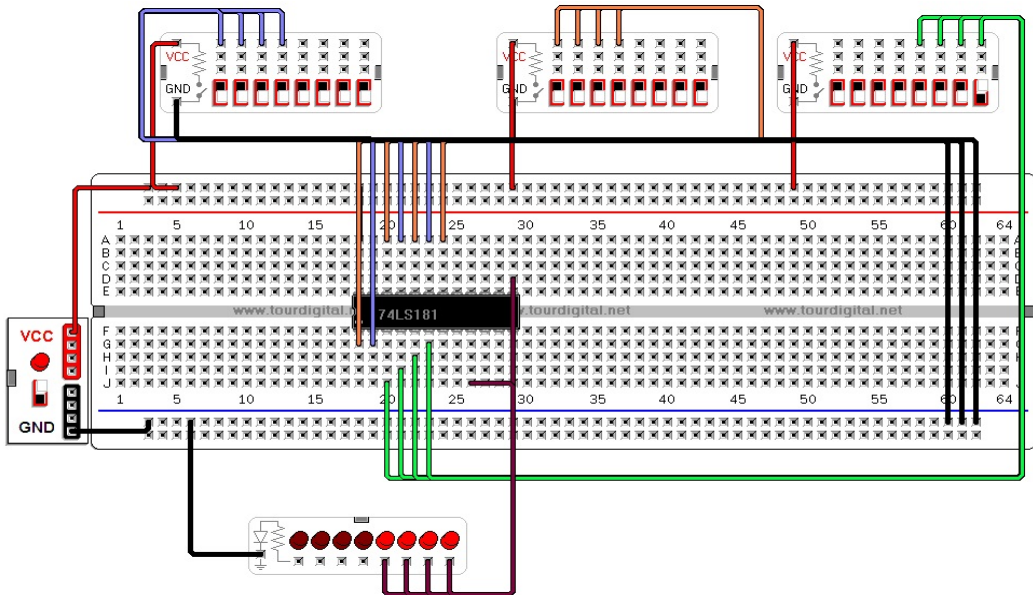 VCC
GND
VCC
GND
VCC
GND
1 5 10 15 20 25 30 35 40 45 50 55 60 64
A
B
C
D
E
www.tourdigital.
74LS181
tourdigital.net
www.tourdigital.net
F
G
H
I
J
1 5 10 15 20 25 30 35 40 45 50 55 60 64
VCC
GND